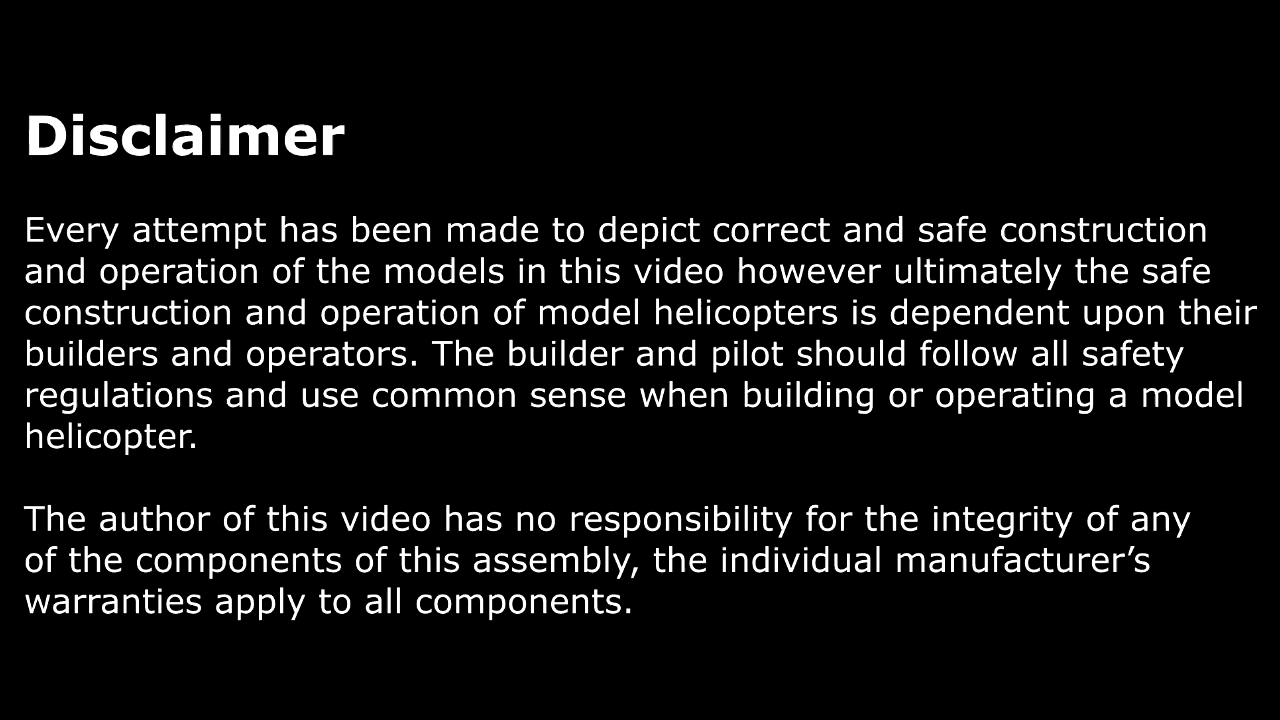 Disclaimer
Every attempt has been made to depict correct and safe construction
and operation of the models in this video however ultimately the safe
construction and operation of model helicopters is dependent upon their
builders and operators. The builder and pilot should follow all safety
regulations and use common sense when building or operating a model
helicopter.
The author of this video has no responsibility for the integrity of any
of the components of this assembly, the individual manufacturer’s
warranties apply to all components.